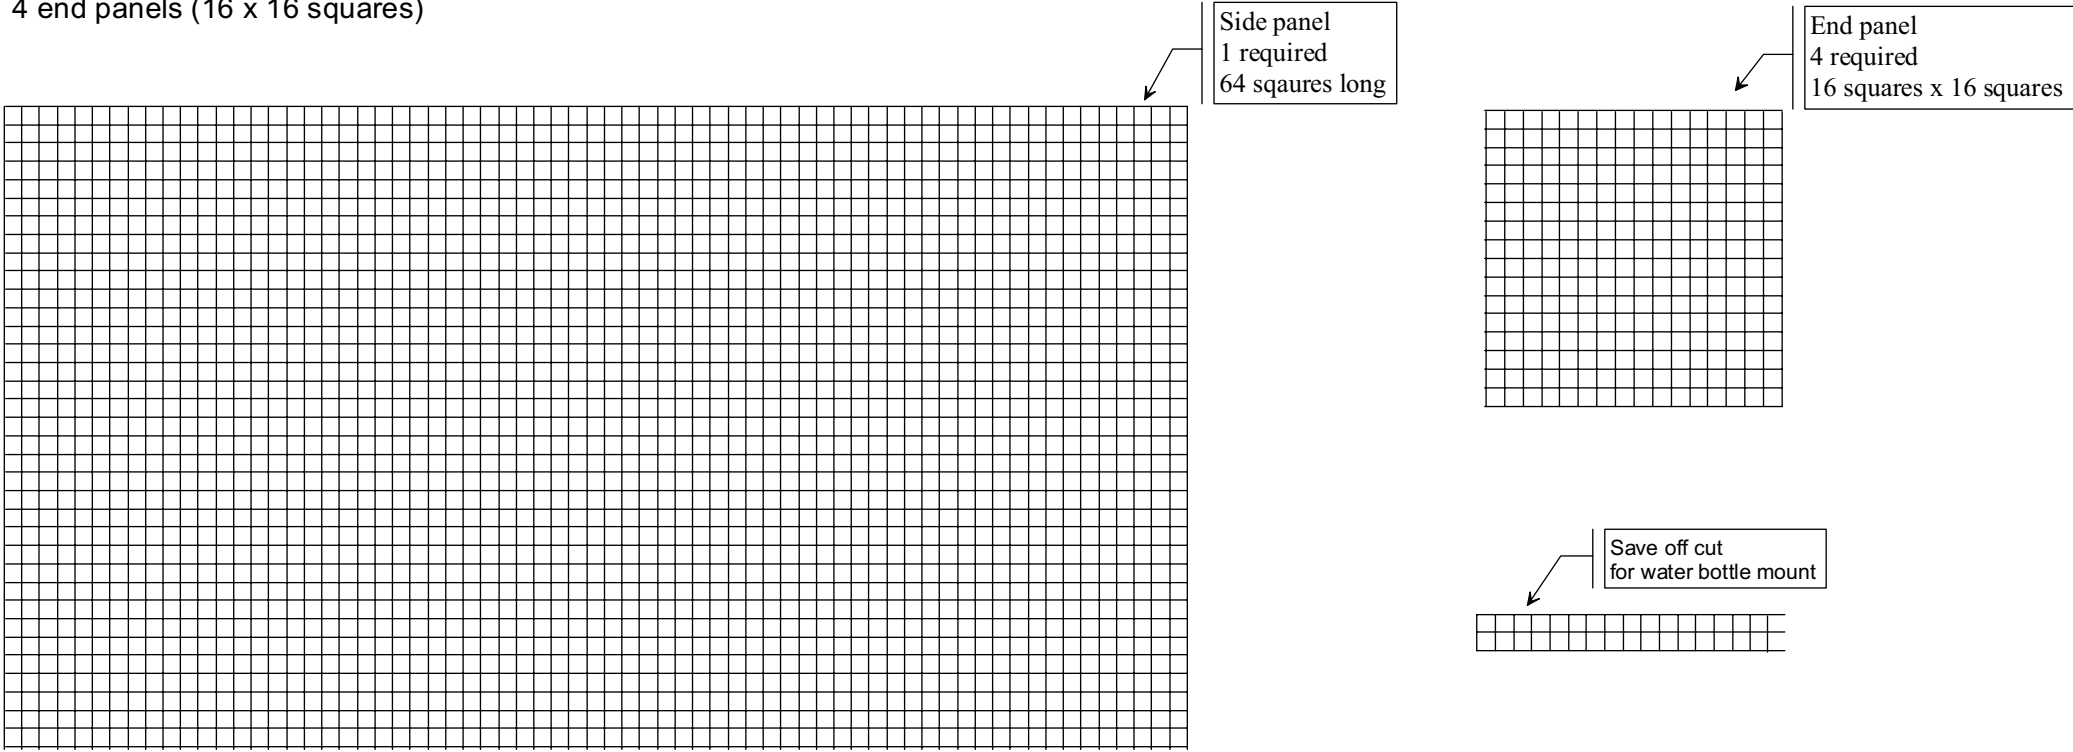 4 end panels (16 x 16 squares)
Side panel
1 required
64 sqaures long
End panel
4 required
16 squares x 16 squares
Save off cut
for water bottle mount